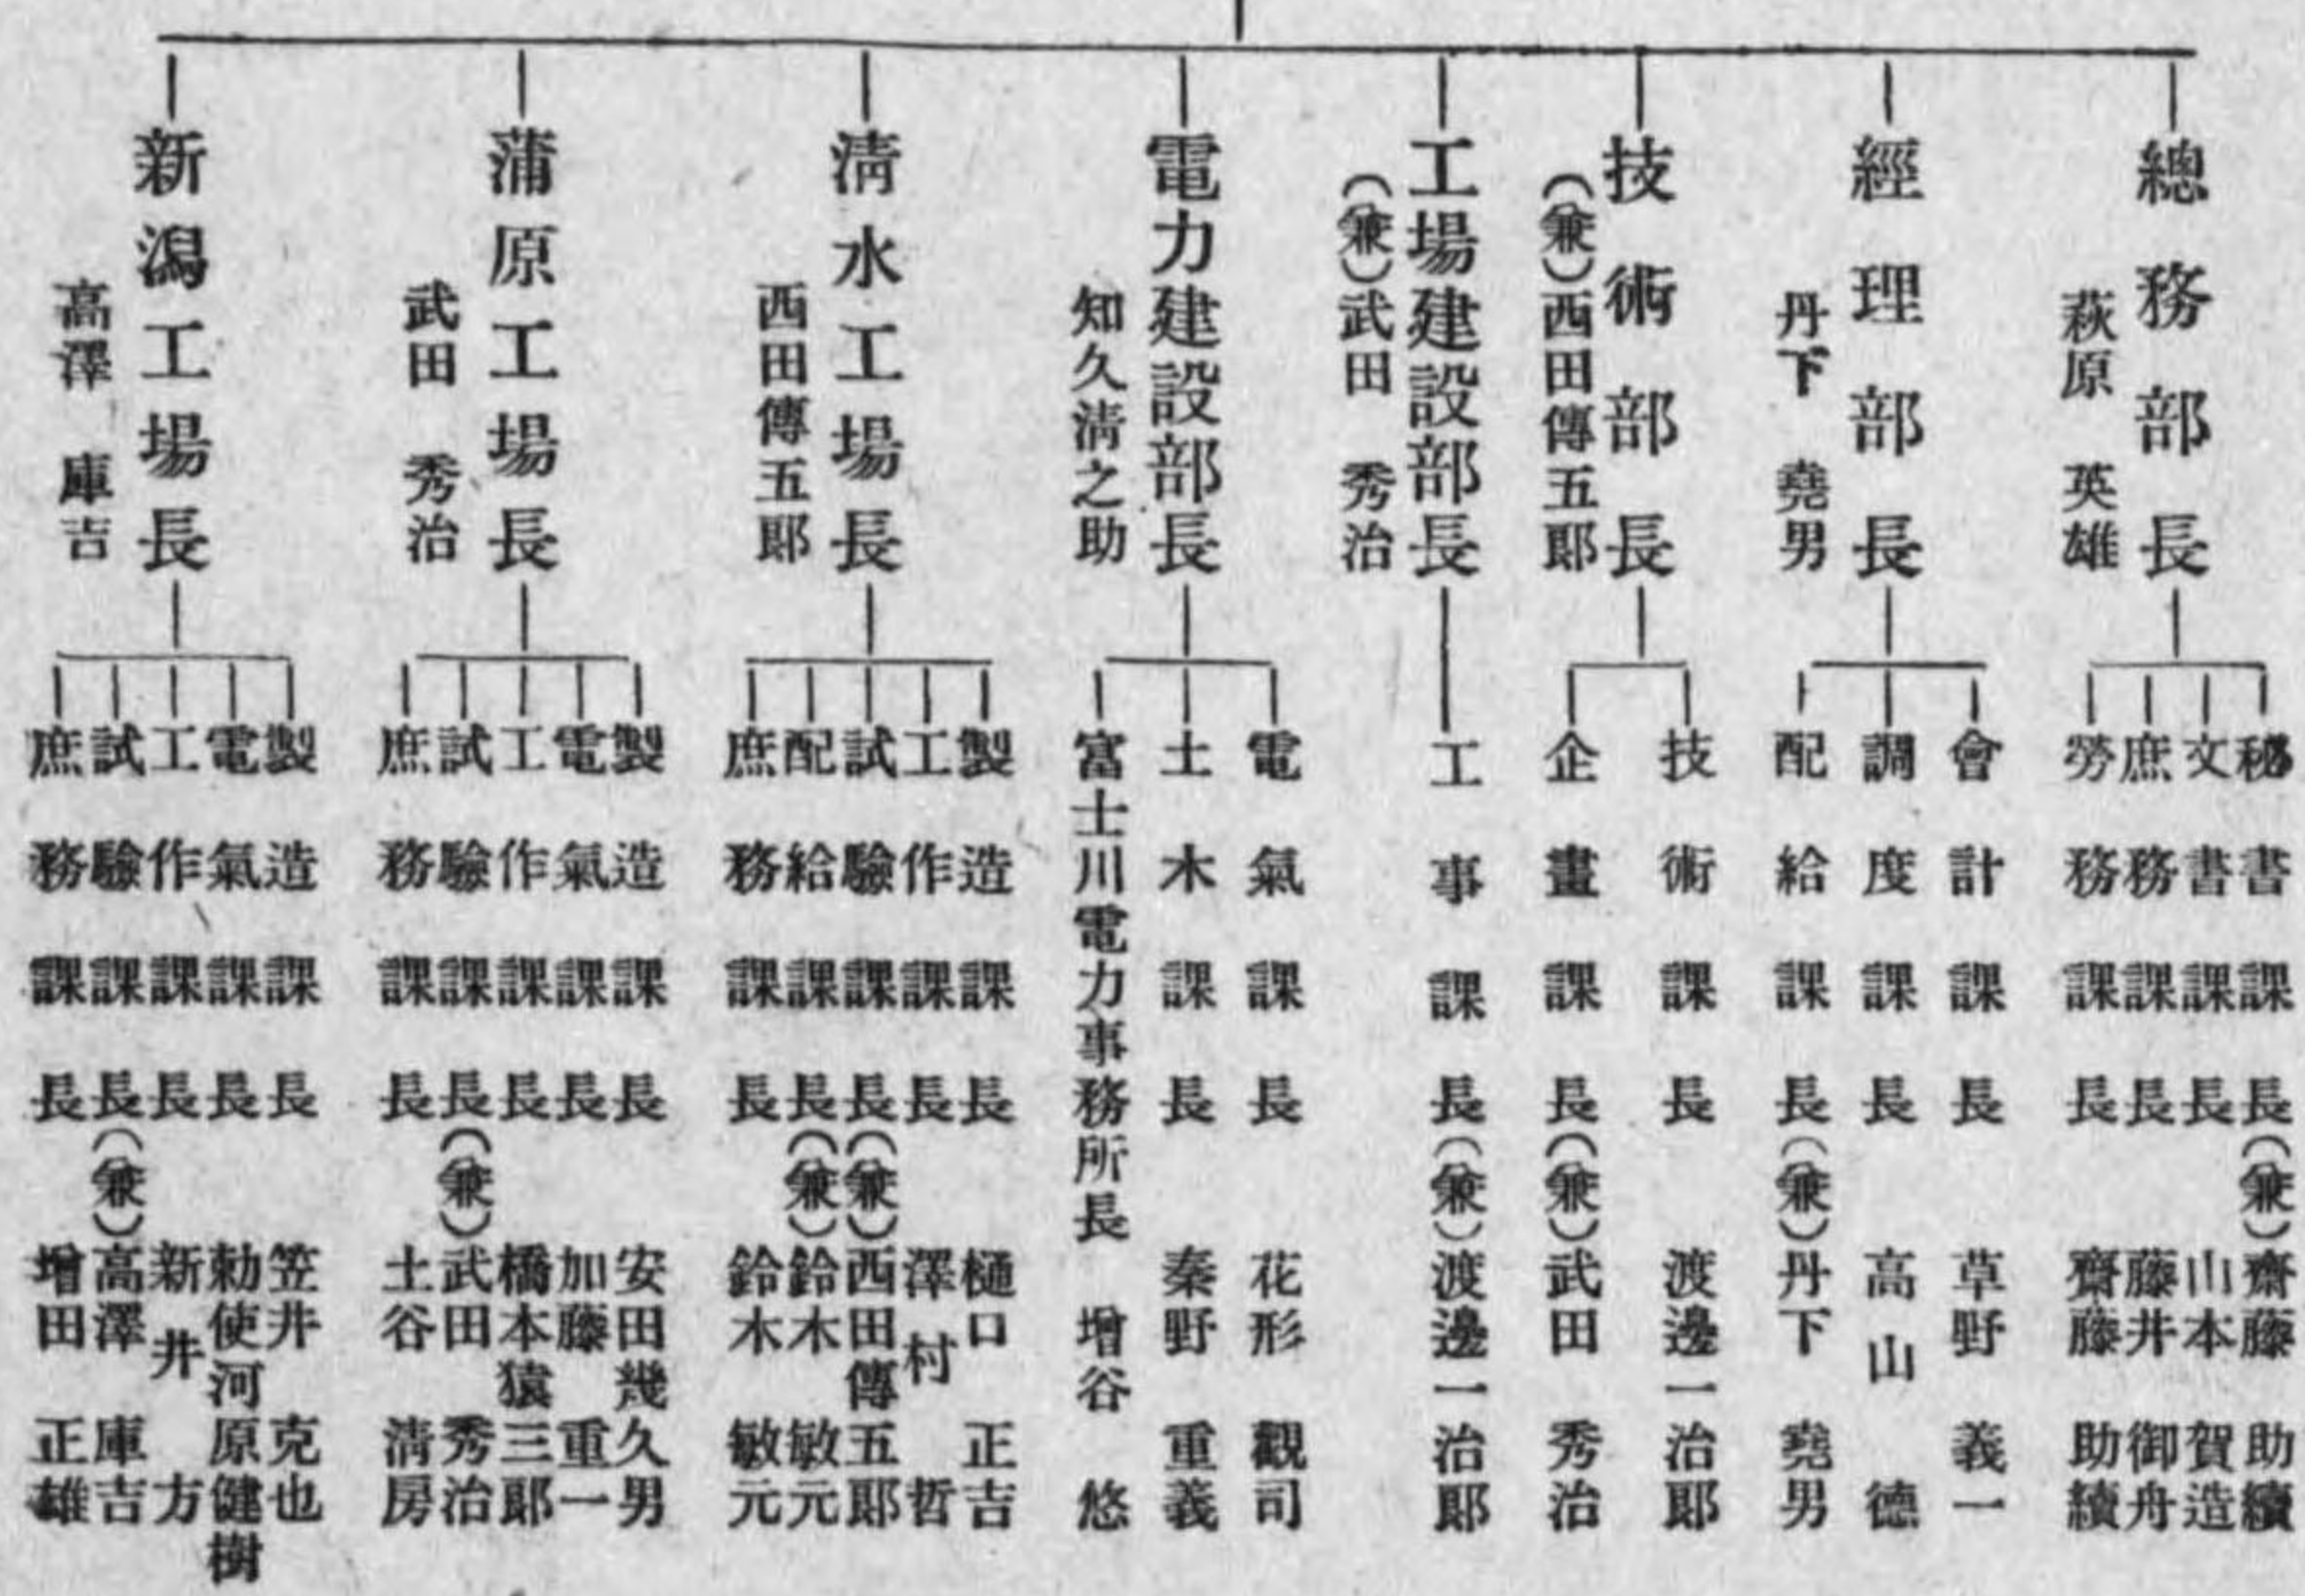 總務部長
萩原 英雄
秘書課長(兼)齋藤 助續
文書課長 山本 賀造
庶務課長 藤井 御舟
勞務課長 齋藤 助續
經理部長
丹下 堯男
會計課長 草野 義一
調度課長 高山 德
配給課長(兼)丹下 堯男
技術部長
(兼)西田傳五郎
技術課長 渡邊一治郎
企畫課長(兼)武田 秀治
工場建設部長
(兼)武田 秀治
工事課長(兼)渡邊一治郎
電力建設部長
知久淸之助
電氣課長 花形 觀司
土木課長 秦野 重義
富士川電力事務所長 增谷 悠
淸水工場長
西田傳五郎
製造課長 樋口 正吉
工作課長 澤村 哲
試驗課長(兼)西田傳五郎
配給課長(兼)鈴木 敏元
庶務課長 鈴木 敏元
蒲原工場長
武田 秀治
製造課長 安田幾久男
電氣課長 加藤 重一
工作課長 橋本猿三郎
試驗課長(兼)武田 秀治
庶務課長 土谷 淸房
新潟工場長
高澤 庫吉
製造課長 笠井 克也
電氣課長 勅使河原健樹
工作課長 新井 方
試驗課長(兼)高澤 庫吉
庶務課長 增田 正雄